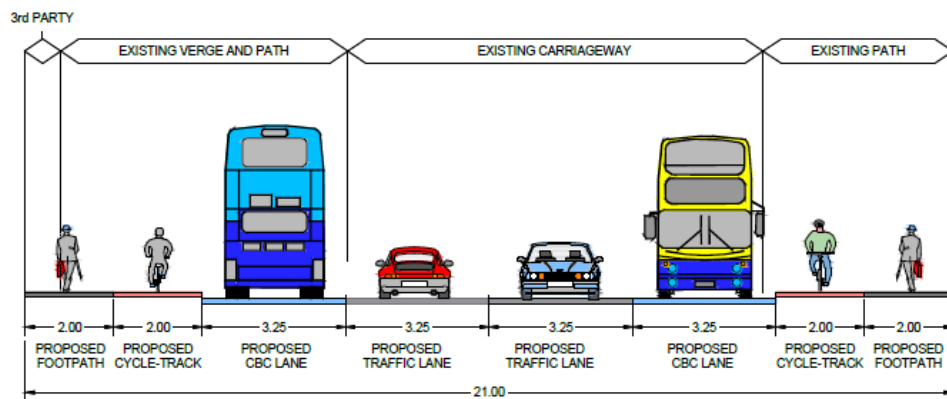 3rd PARTY
EXISTING VERGE AND PATH
EXISTING CARRIAGEWAY
EXISTING PATH
2.00
2.00
3.25
3.25
3.25
3.25
2.00
2.00
PROPOSED
FOOTPATH
PROPOSED
CYCLE-TRACK
PROPOSED
CBC LANE
PROPOSED
TRAFFIC LANE
PROPOSED
TRAFFIC LANE
PROPOSED
CBC LANE
PROPOSED
CYCLE-TRACK
PROPOSED
FOOTPATH
21.00